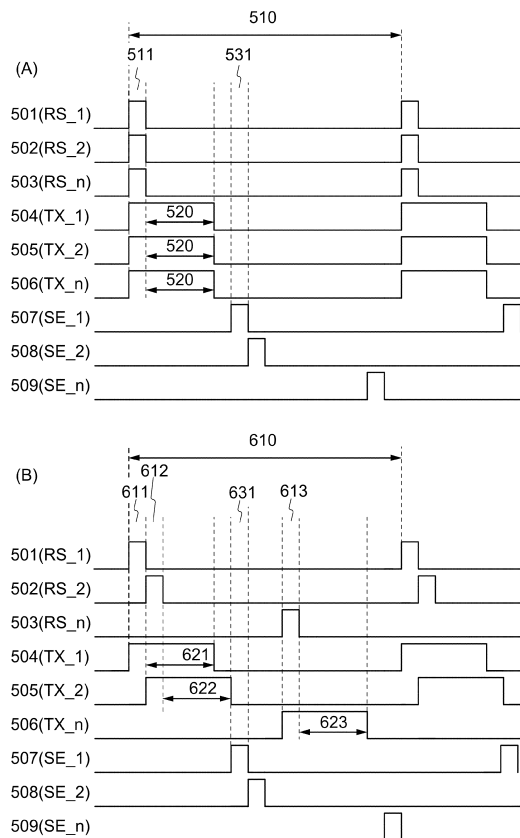 510
511 531
(A)
501(RS_1)
502(RS_2)
503(RS_n)
504(TX_1) 520
505(TX_2) 520
506(TX_n) 520
507(SE_1)
508(SE_2)
509(SE_n)
610
(B)
612
611 631 613
501(RS_1)
502(RS_2)
503(RS_n)
504(TX_1) 621
505(TX_2) 622
506(TX_n) 623
507(SE_1)
508(SE_2)
509(SE_n)